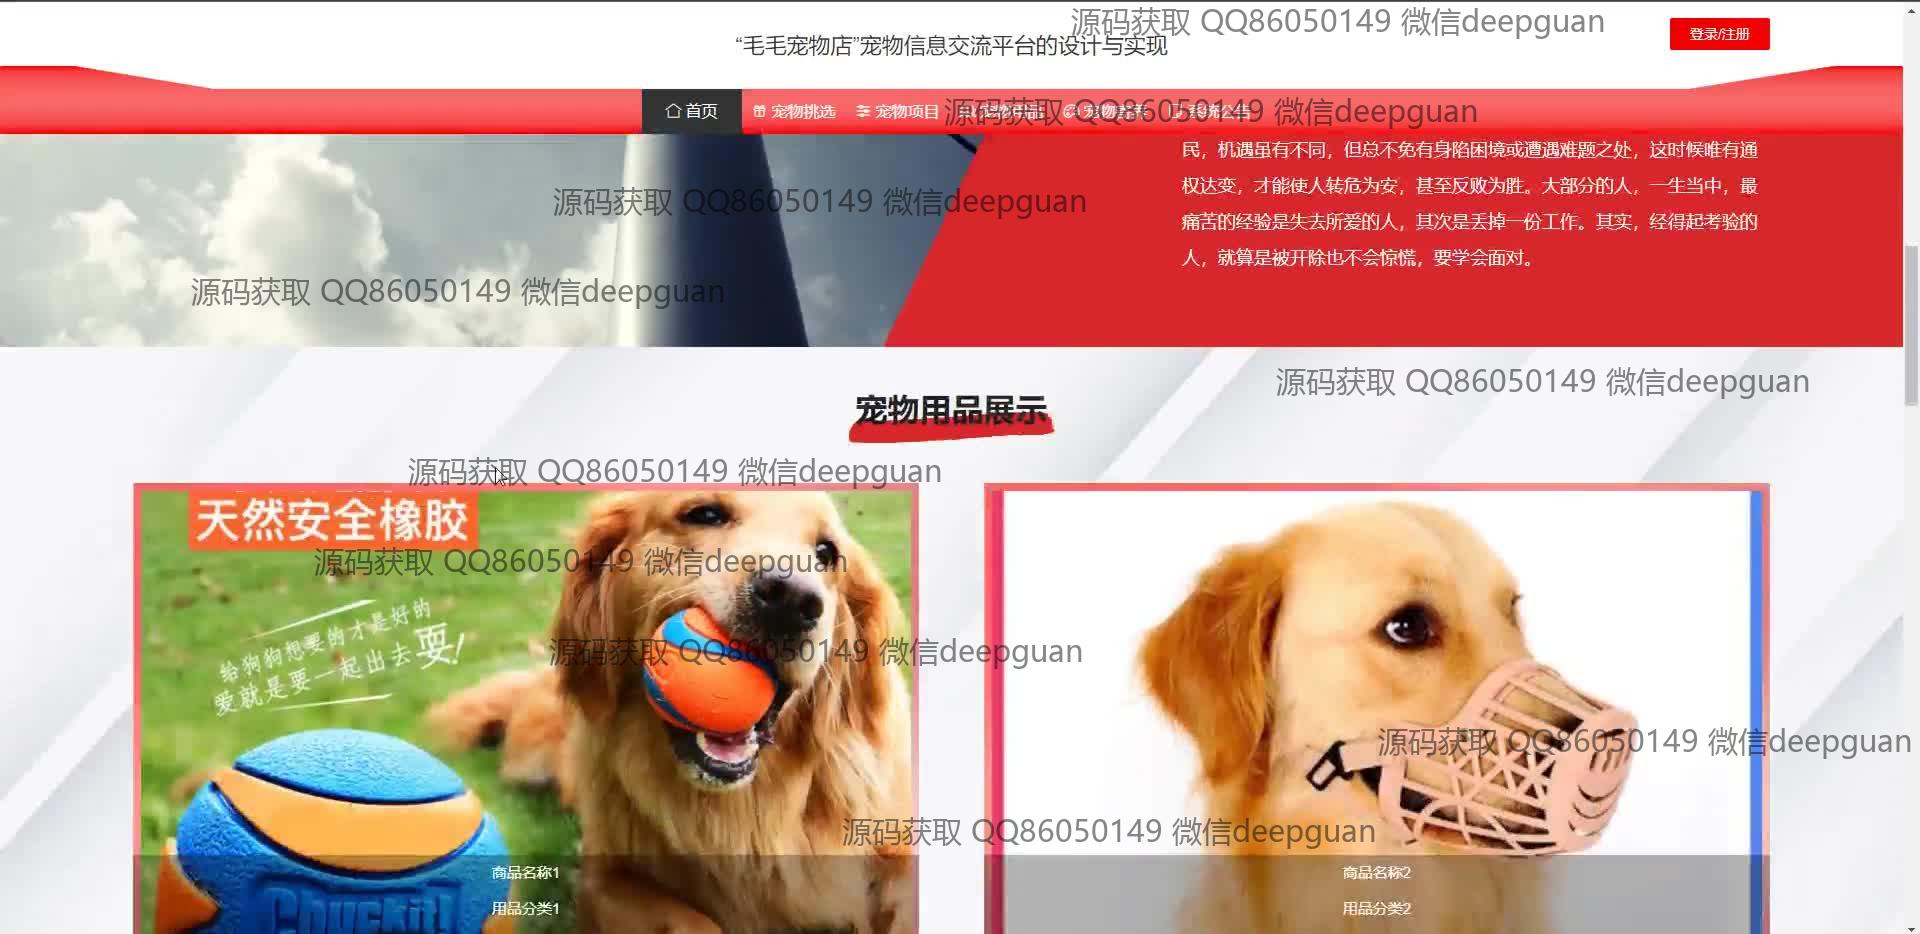 源码获取 QQ86050149 微信deepguan
“毛毛宠物店”宠物信息交流平台的设计与实现
登录/注册
首页
宠物挑选
宠物项目
源码获取 QQ86050149 微信deepguan
民，机遇虽有不同，但总不免有身陷困境或遭遇难题之处，这时候唯有通
权达变，才能使人转危为安，甚至反败为胜。大部分的人，一生当中，最
痛苦的经验是失去所爱的人，其次是丢掉一份工作。其实，经得起考验的
人，就算是被开除也不会惊慌，要学会面对。
源码获取 QQ86050149 微信deepguan
源码获取 QQ86050149 微信deepguan
源码获取 QQ86050149 微信deepguan
宠物用品展示
源码获取 QQ86050149 微信deepguan
天然安全橡胶
源码获取 QQ86050149 微信deepguan
给狗狗想要的才是好的
爱就是要一起出去耍!
源码获取 QQ86050149 微信deepguan
源码获取 QQ86050149 微信deepguan
源码获取 QQ86050149 微信deepguan
Chuckit!
商品名称1
用品分类1
商品名称2
用品分类2